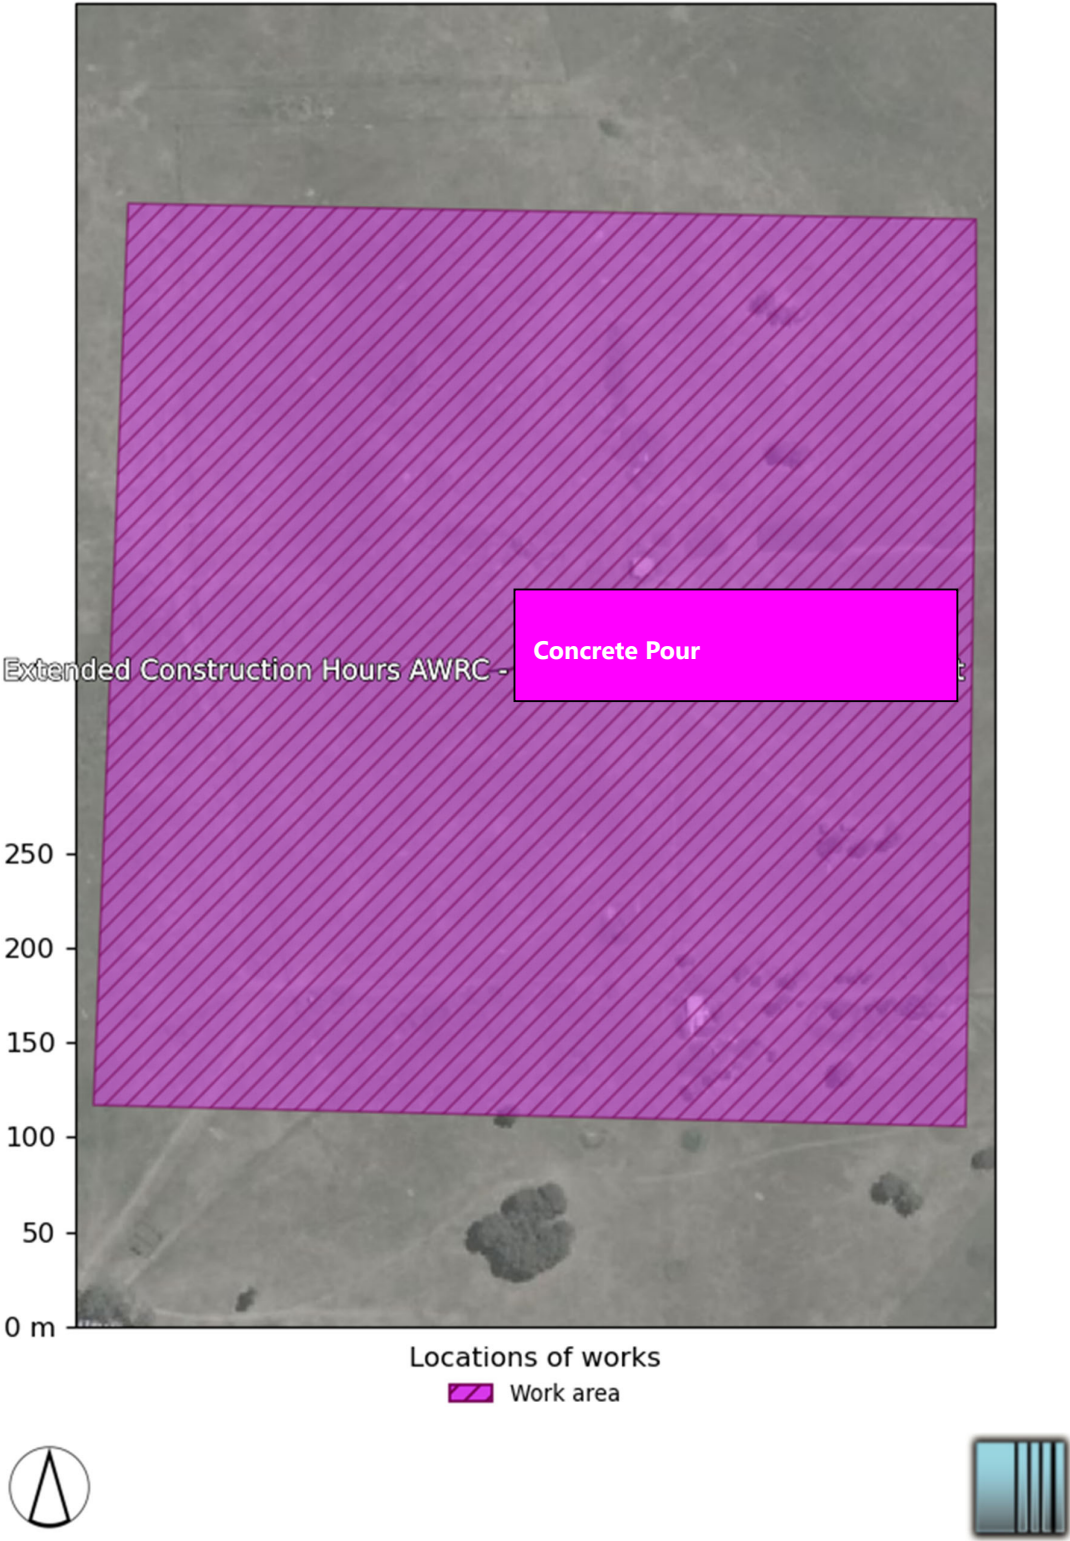 Concrete Pour
Extended Construction Hours AWRC -
250
200
150
100
50
0 m
Locations of works
Work area